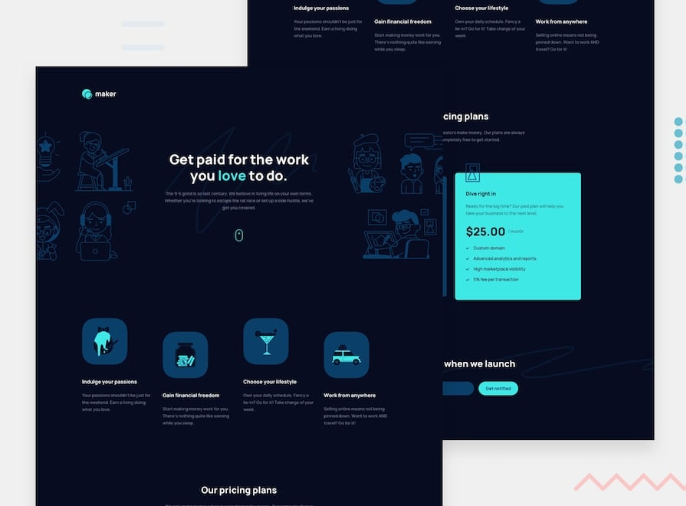 maker
Get paid for the work
you love to do.
The 9-5 grind is so last century. We believe in living life on your own terms.
Whether you're looking to escape the rat race or set up a side hustle, we've
got you covered.
Indulge your passions
Your passions shouldn't be just for
the weekend. Earn a living doing
what you love.
Gain financial freedom
Start making money work for you.
There's nothing quite like earning
while you sleep.
Choose your lifestyle
Own your daily schedule. Fancy a
lie-in? Go for it! Take charge of your
week.
Work from anywhere
Selling online means not being
pinned down. Want to work AND
travel? Go for it!
Our pricing plans
Indulge your passions
Your passions shouldn't be just for
the weekend. Earn a living doing
what you love.
Gain financial freedom
Start making money work for you.
There's nothing quite like earning
while you sleep.
Choose your lifestyle
Own your daily schedule. Fancy a
lie-in? Go for it! Take charge of your
week.
Work from anywhere
Selling online means not being
pinned down. Want to work AND
travel? Go for it!
cing plans
make money. Our plans are always
completely free to get started.
Dive right in
Ready for the big time? Our paid plan will help you
take your business to the next level.
$25.00 / month
Custom domain
Advanced analytics and reports
High marketplace visibility
5% fee per transaction
when we launch
Get notified